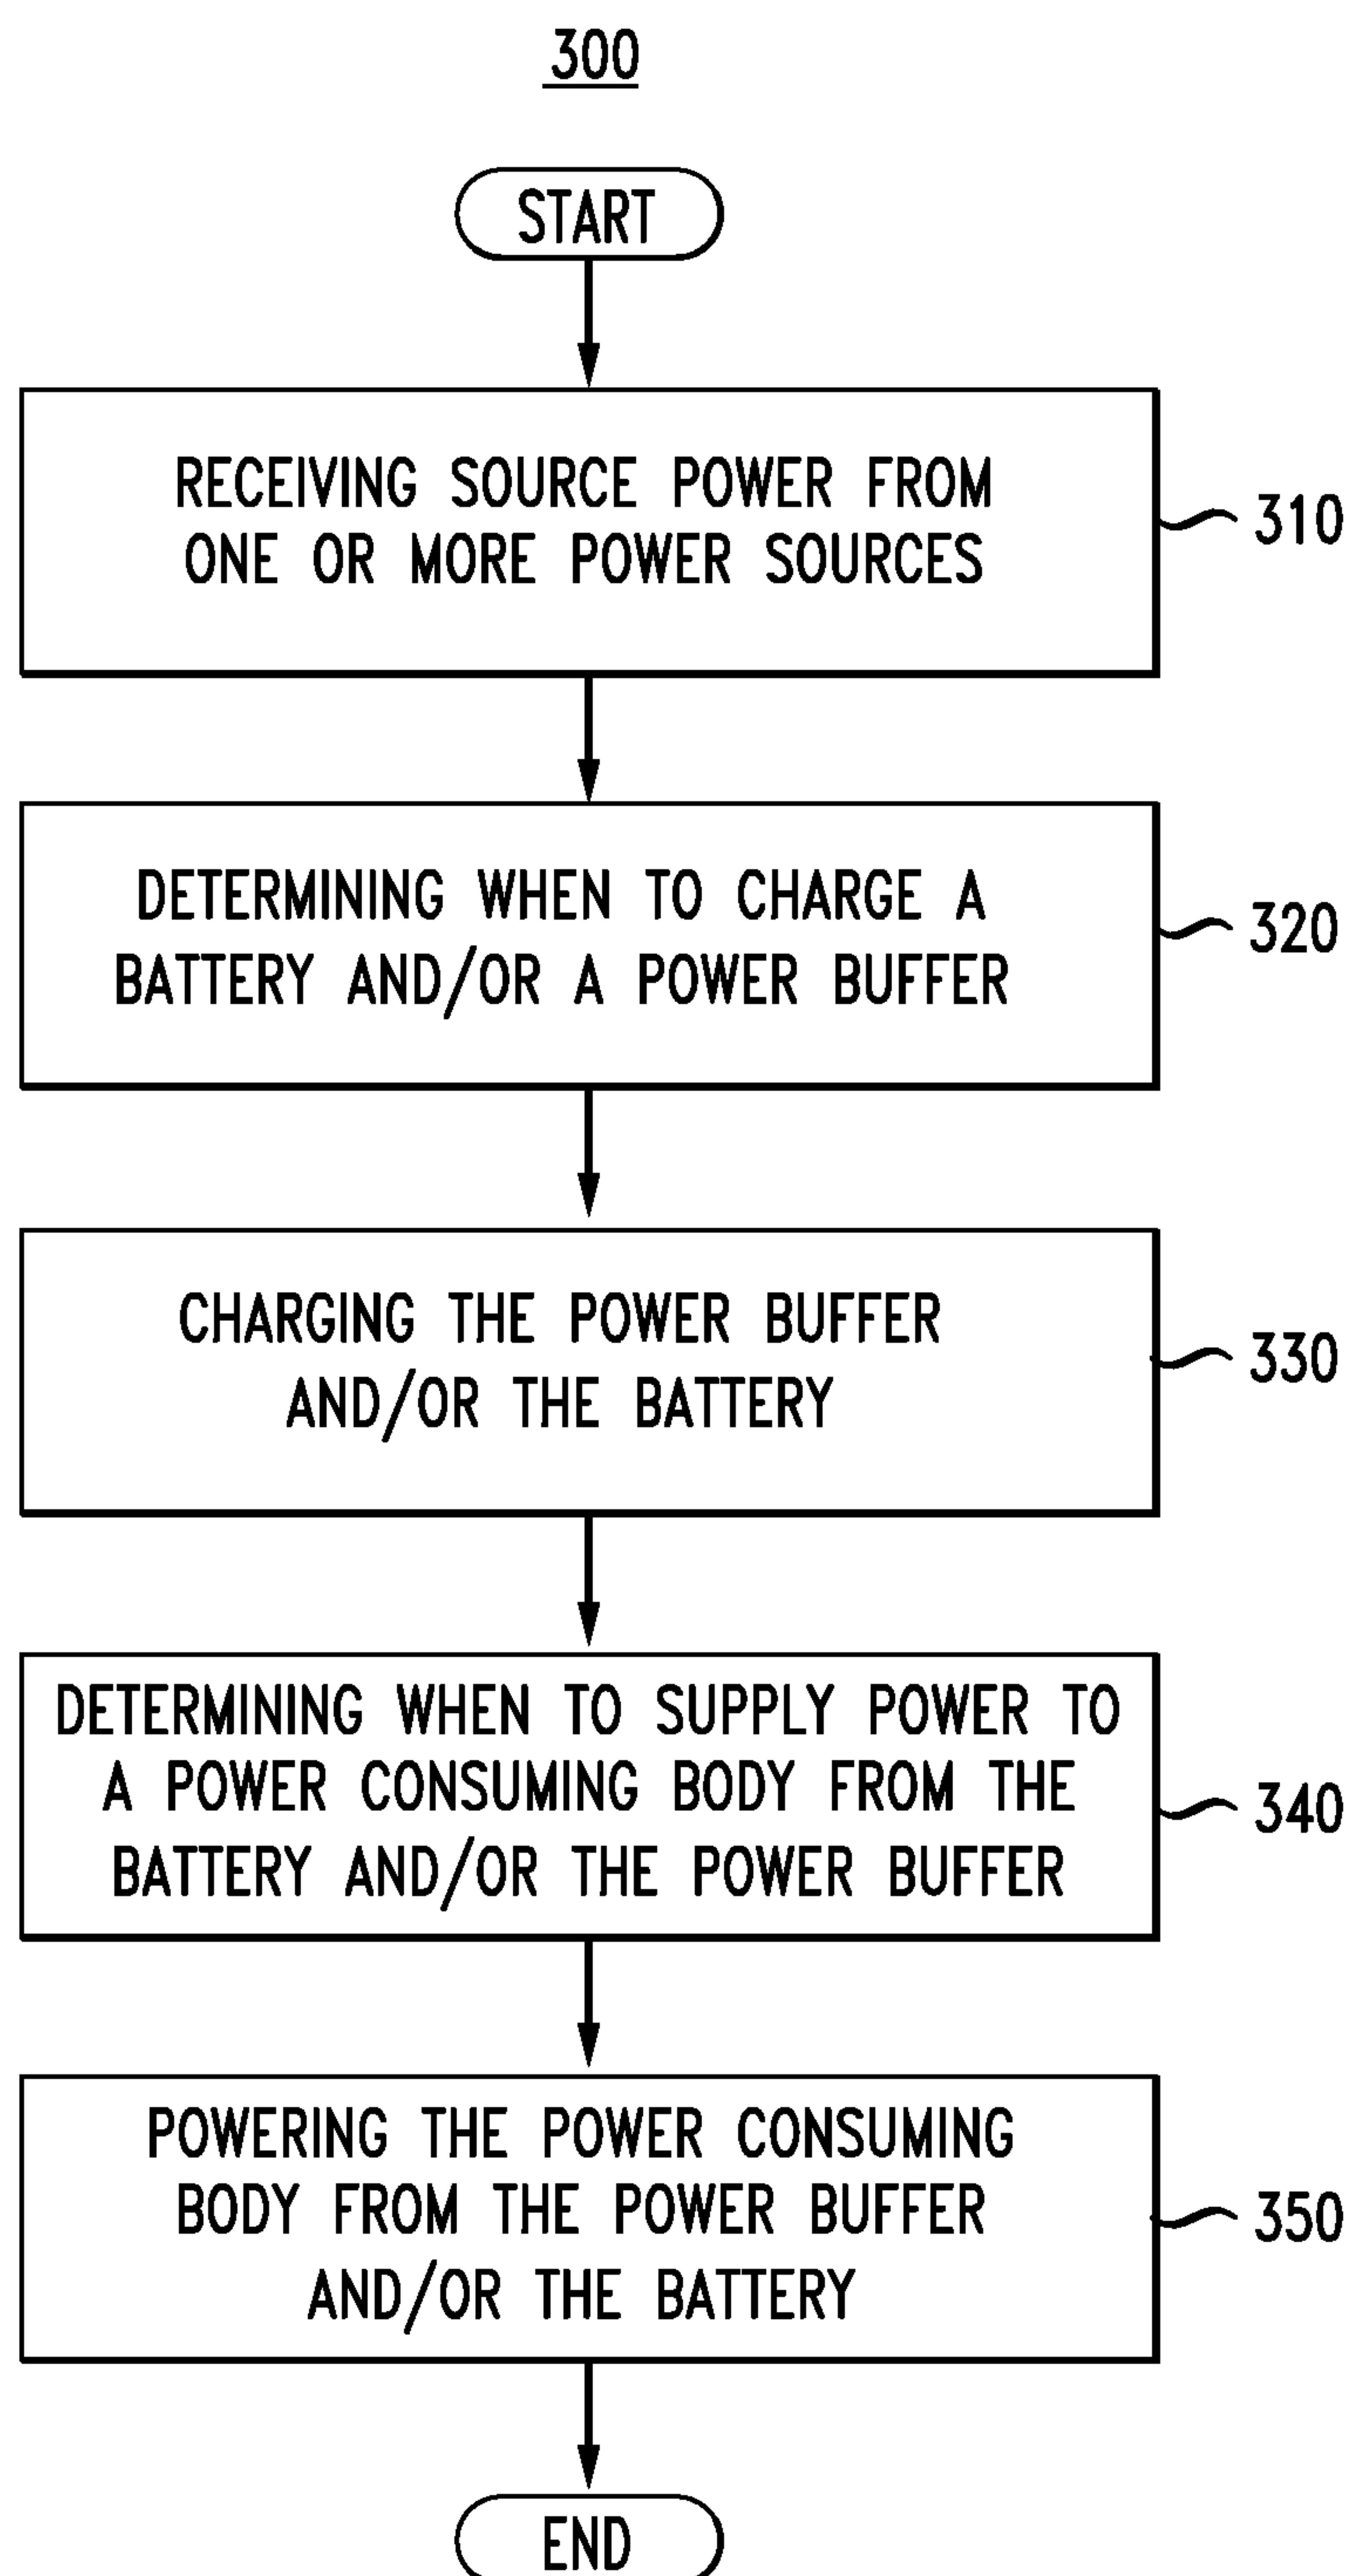 300
START
RECEIVING SOURCE POWER FROM
ONE OR MORE POWER SOURCES
310
DETERMINING WHEN TO CHARGE A
BATTERY AND/OR A POWER BUFFER
320
CHARGING THE POWER BUFFER
AND/OR THE BATTERY
330
DETERMINING WHEN TO SUPPLY POWER TO
A POWER CONSUMING BODY FROM THE
BATTERY AND/OR THE POWER BUFFER
340
POWERING THE POWER CONSUMING
BODY FROM THE POWER BUFFER
AND/OR THE BATTERY
350
END